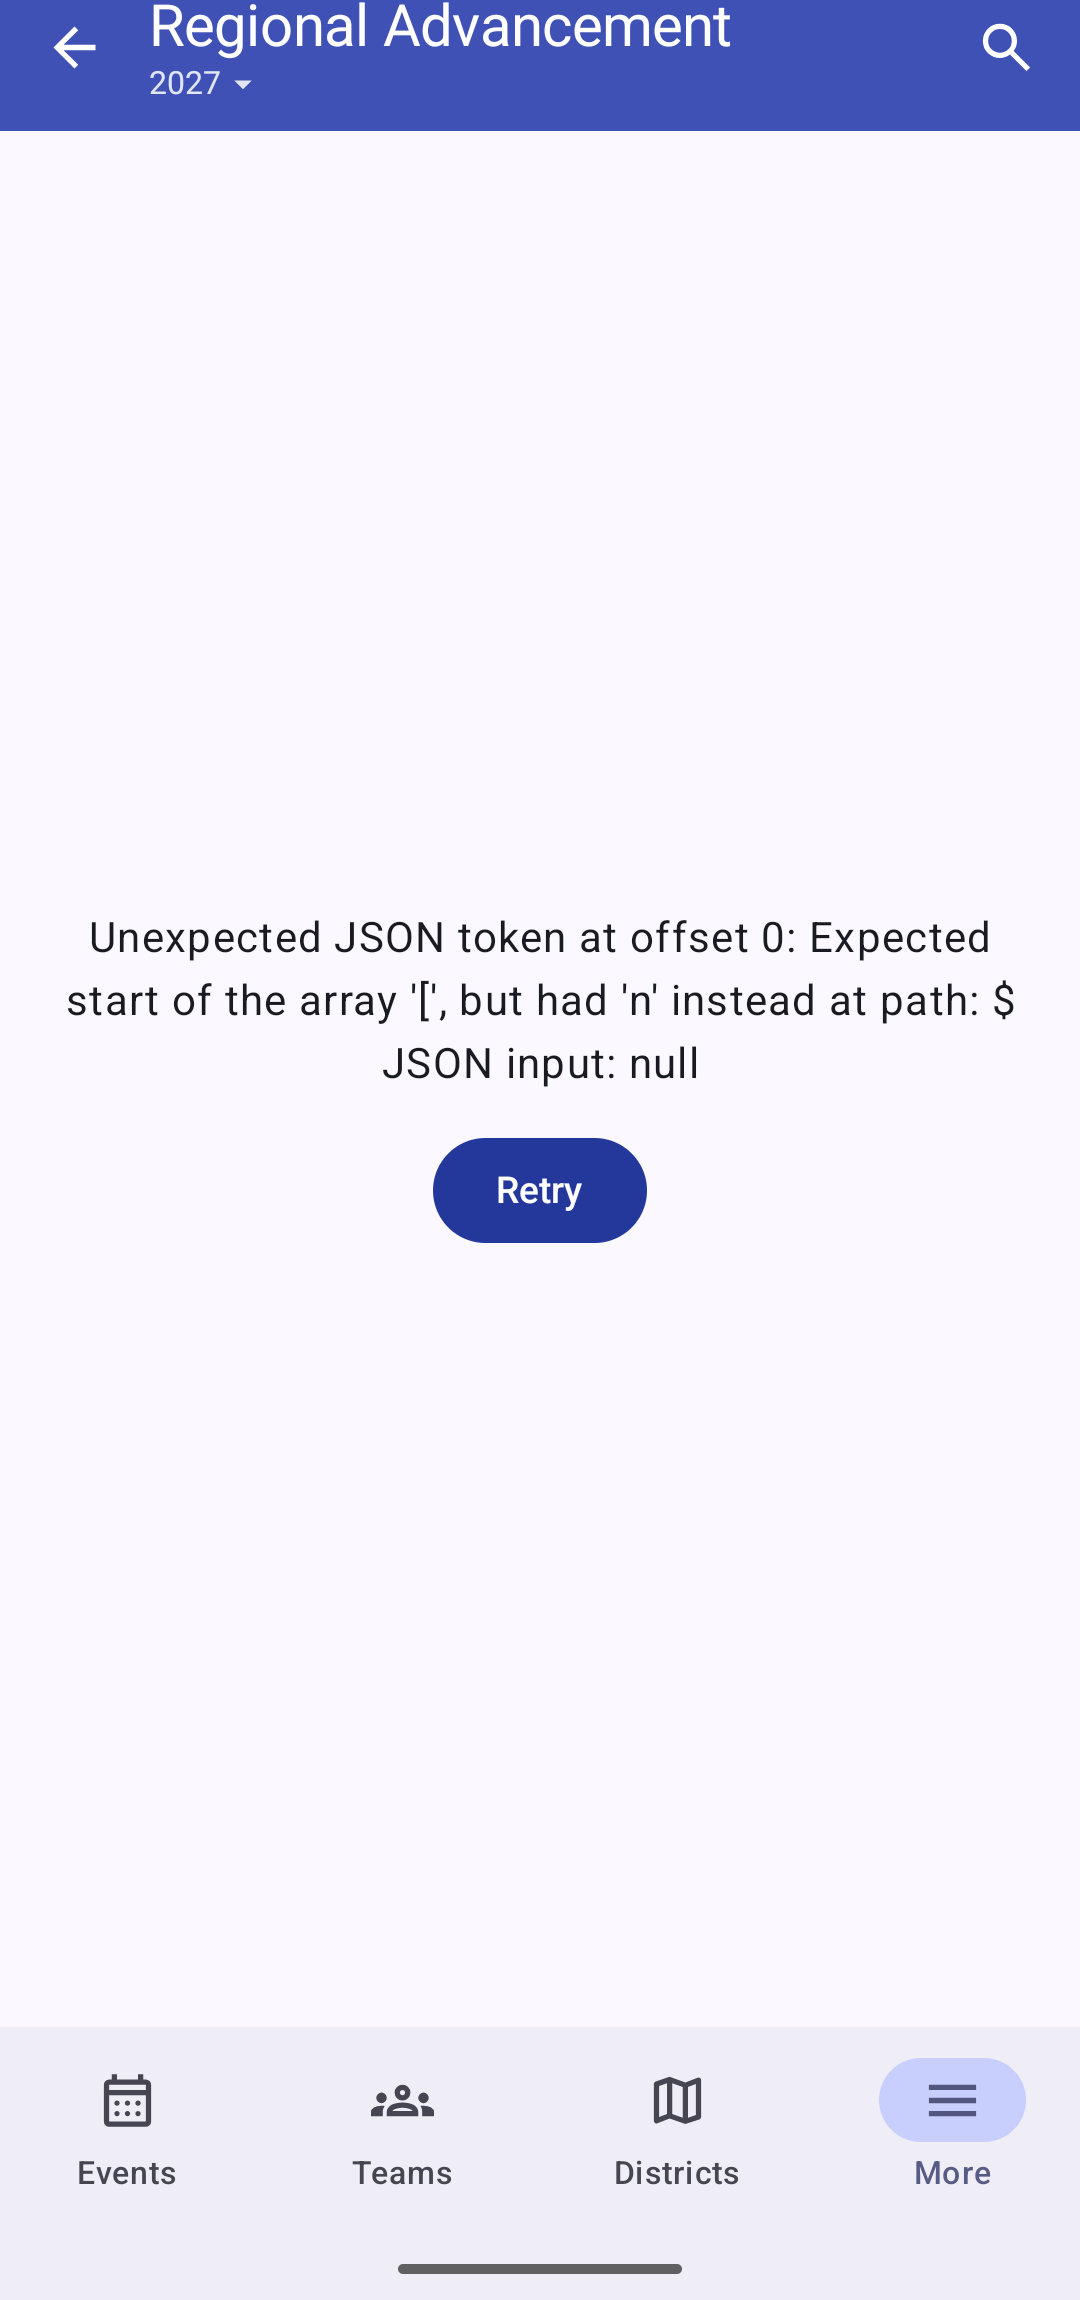 Regional Advancement
2027
Unexpected JSON token at offset 0: Expected
start of the array '[', but had 'n' instead at path: $
JSON input: null
Retry
Events
Teams
Districts
More